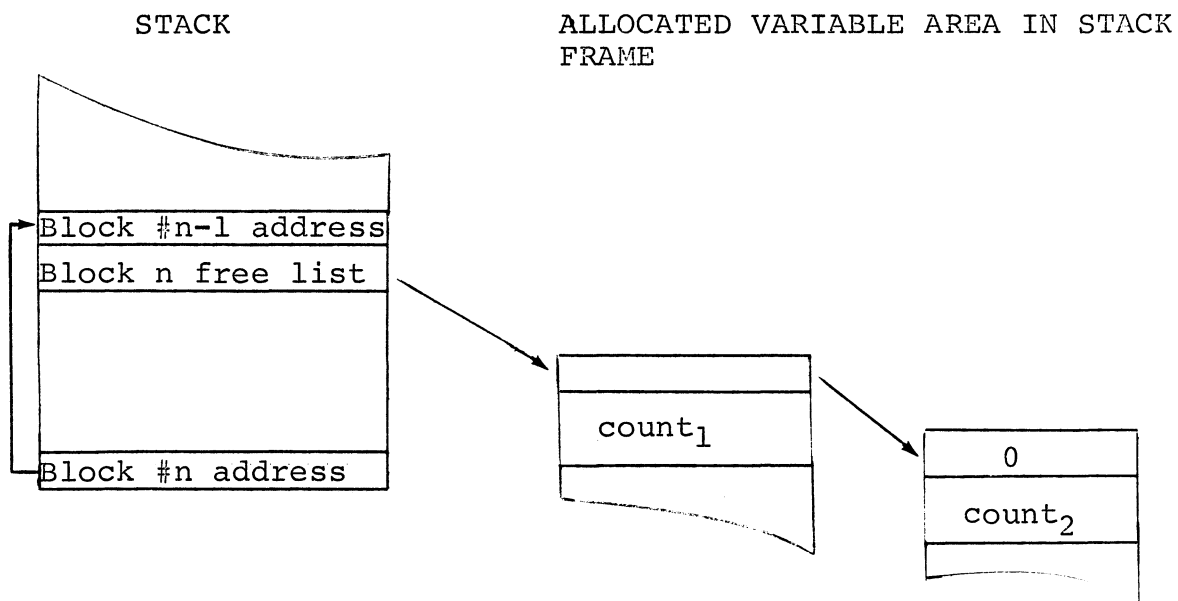 STACK
ALLOCATED VARIABLE AREA IN STACK
FRAME
Block #n-1 address
Block n free list
Block #n address
count₁
0
count₂